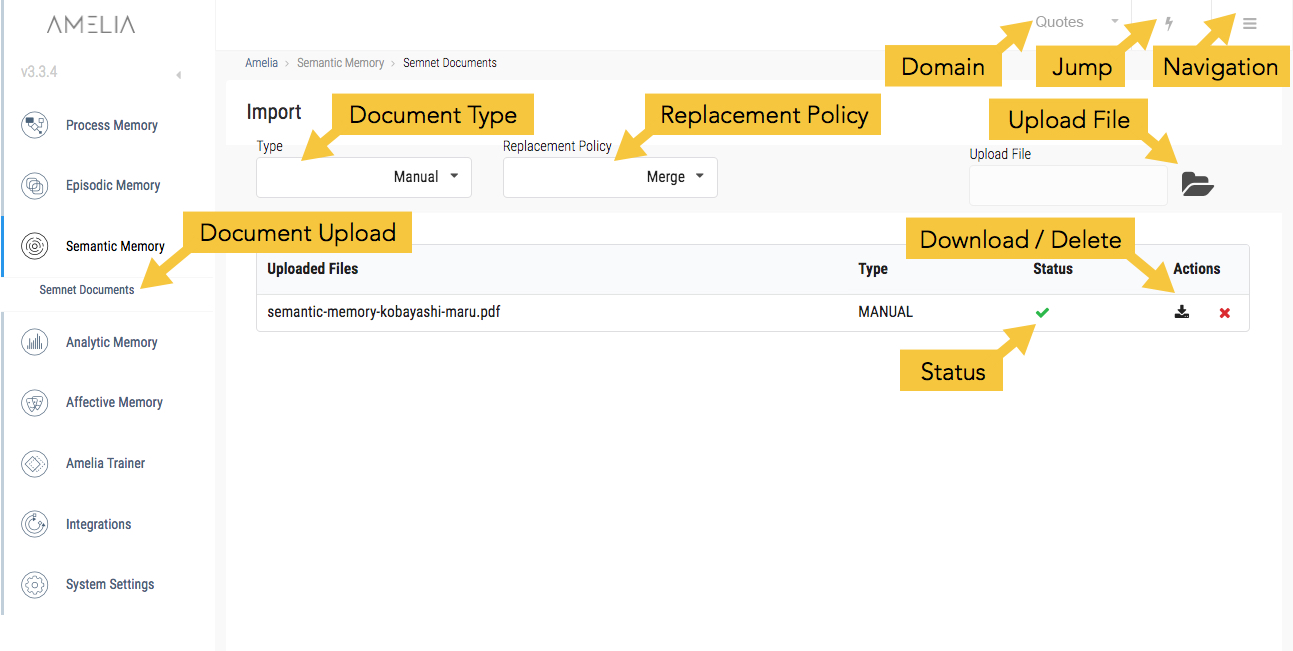 AMELIA
Quotes
v3.3.4
Amelia > Semantic Memory > Semnet Documents
Domain
Jump
Navigation
Import
Document Type
Replacement Policy
Upload File
Type
Replacement Policy
Upload File
Manual
Merge
Process Memory
Episodic Memory
Semantic Memory
Document Upload
Semnet Documents
Download / Delete
Uploaded Files Type Status Actions
semantic-memory-kobayashi-maru.pdf MANUAL
Status
Analytic Memory
Affective Memory
Amelia Trainer
Integrations
System Settings